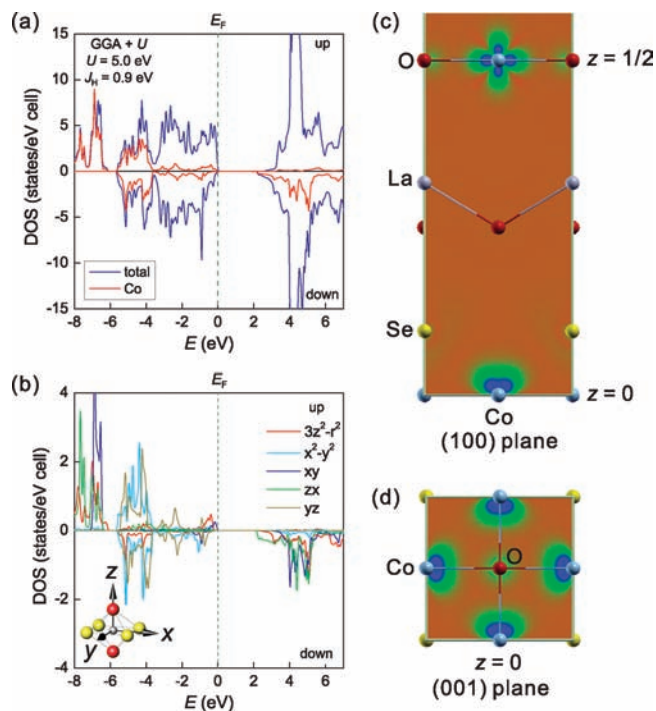 (a)
E_F
GGA + U
U = 5.0 eV
J_H = 0.9 eV
up
DOS (states/eV cell)
15
10
5
0
-5
-10
-15
total
Co
down
-8 -6 -4 -2 0 2 4 6
E (eV)
(b)
E_F
up
3z²-r²
x²-y²
xy
zx
yz
DOS (states/eV cell)
4
2
0
-2
-4
z
x
y
down
-8 -6 -4 -2 0 2 4 6
E (eV)
(c)
O
z = 1/2
La
Se
z = 0
Co
(100) plane
(d)
Co
O
z = 0
(001) plane